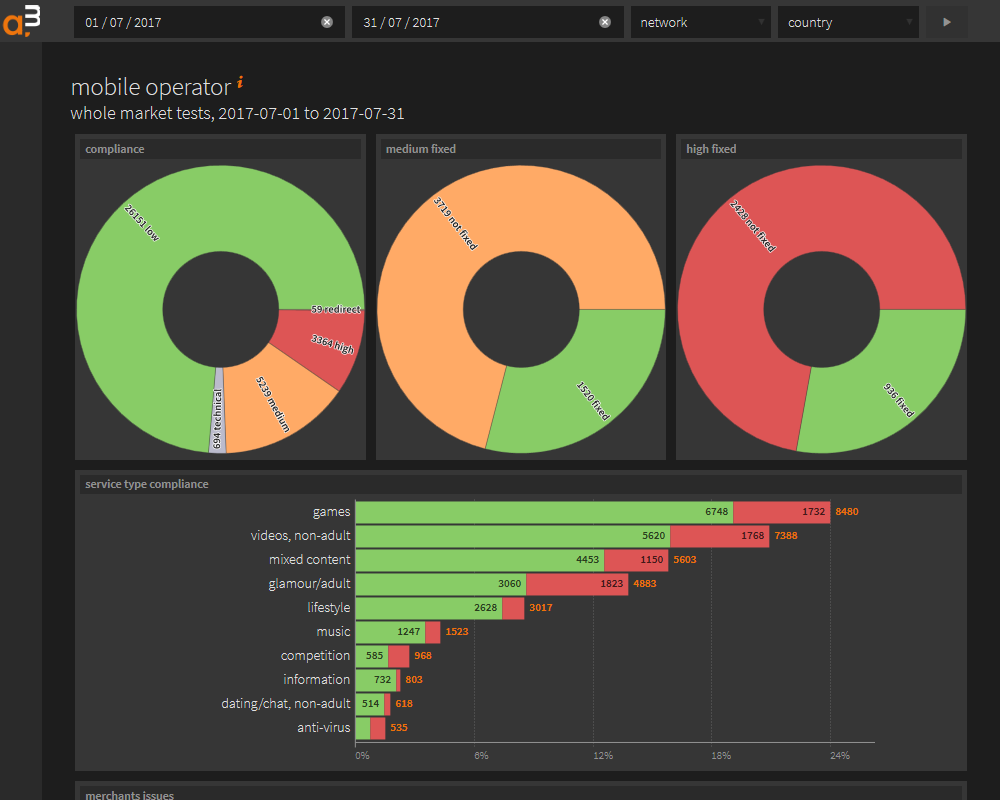 a3
01 / 07 / 2017
31 / 07 / 2017
network
country
mobile operator i
whole market tests, 2017-07-01 to 2017-07-31
compliance
26151 low
59 redirect
3364 high
5239 medium
694 technical
medium fixed
3719 not fixed
1520 fixed
high fixed
2428 not fixed
936 fixed
service type compliance
games 6748 1732 8480
videos, non-adult 5620 1768 7388
mixed content 4453 1150 5603
glamour/adult 3060 1823 4883
lifestyle 2628 3017
music 1247 1523
competition 585 968
information 732 803
dating/chat, non-adult 514 618
anti-virus 535
0% 6% 12% 18% 24%
merchants issues